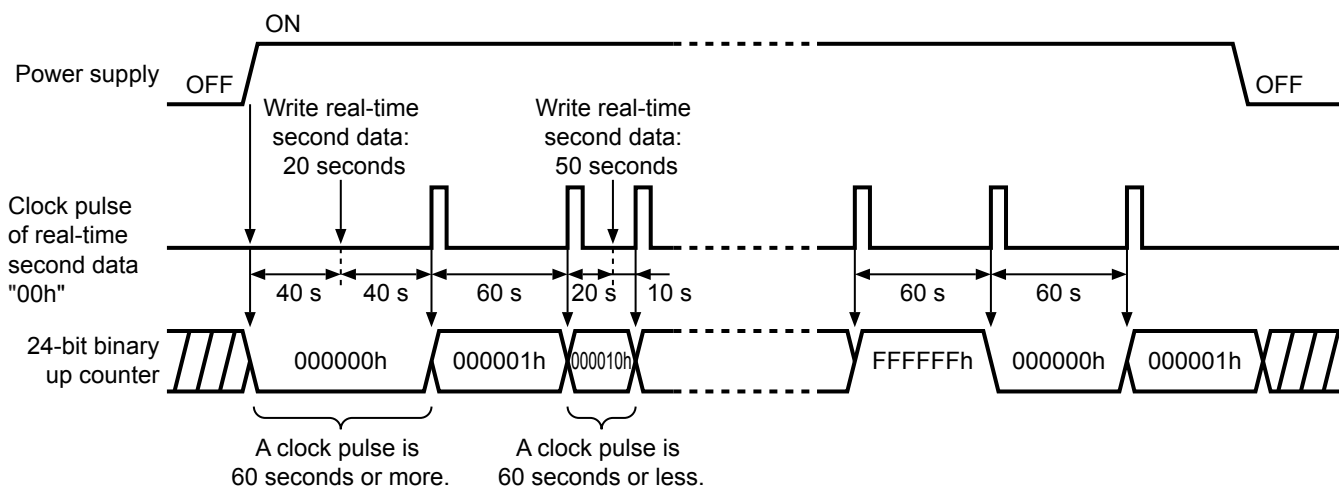 ON
Power supply
OFF
OFF
Write real-time
second data:
20 seconds
Write real-time
second data:
50 seconds
Clock pulse
of real-time
second data
"00h"
40 s
40 s
60 s
20 s
10 s
60 s
60 s
24-bit binary
up counter
000000h
000001h
000010h
FFFFFFh
000000h
000001h
A clock pulse is
60 seconds or more.
A clock pulse is
60 seconds or less.